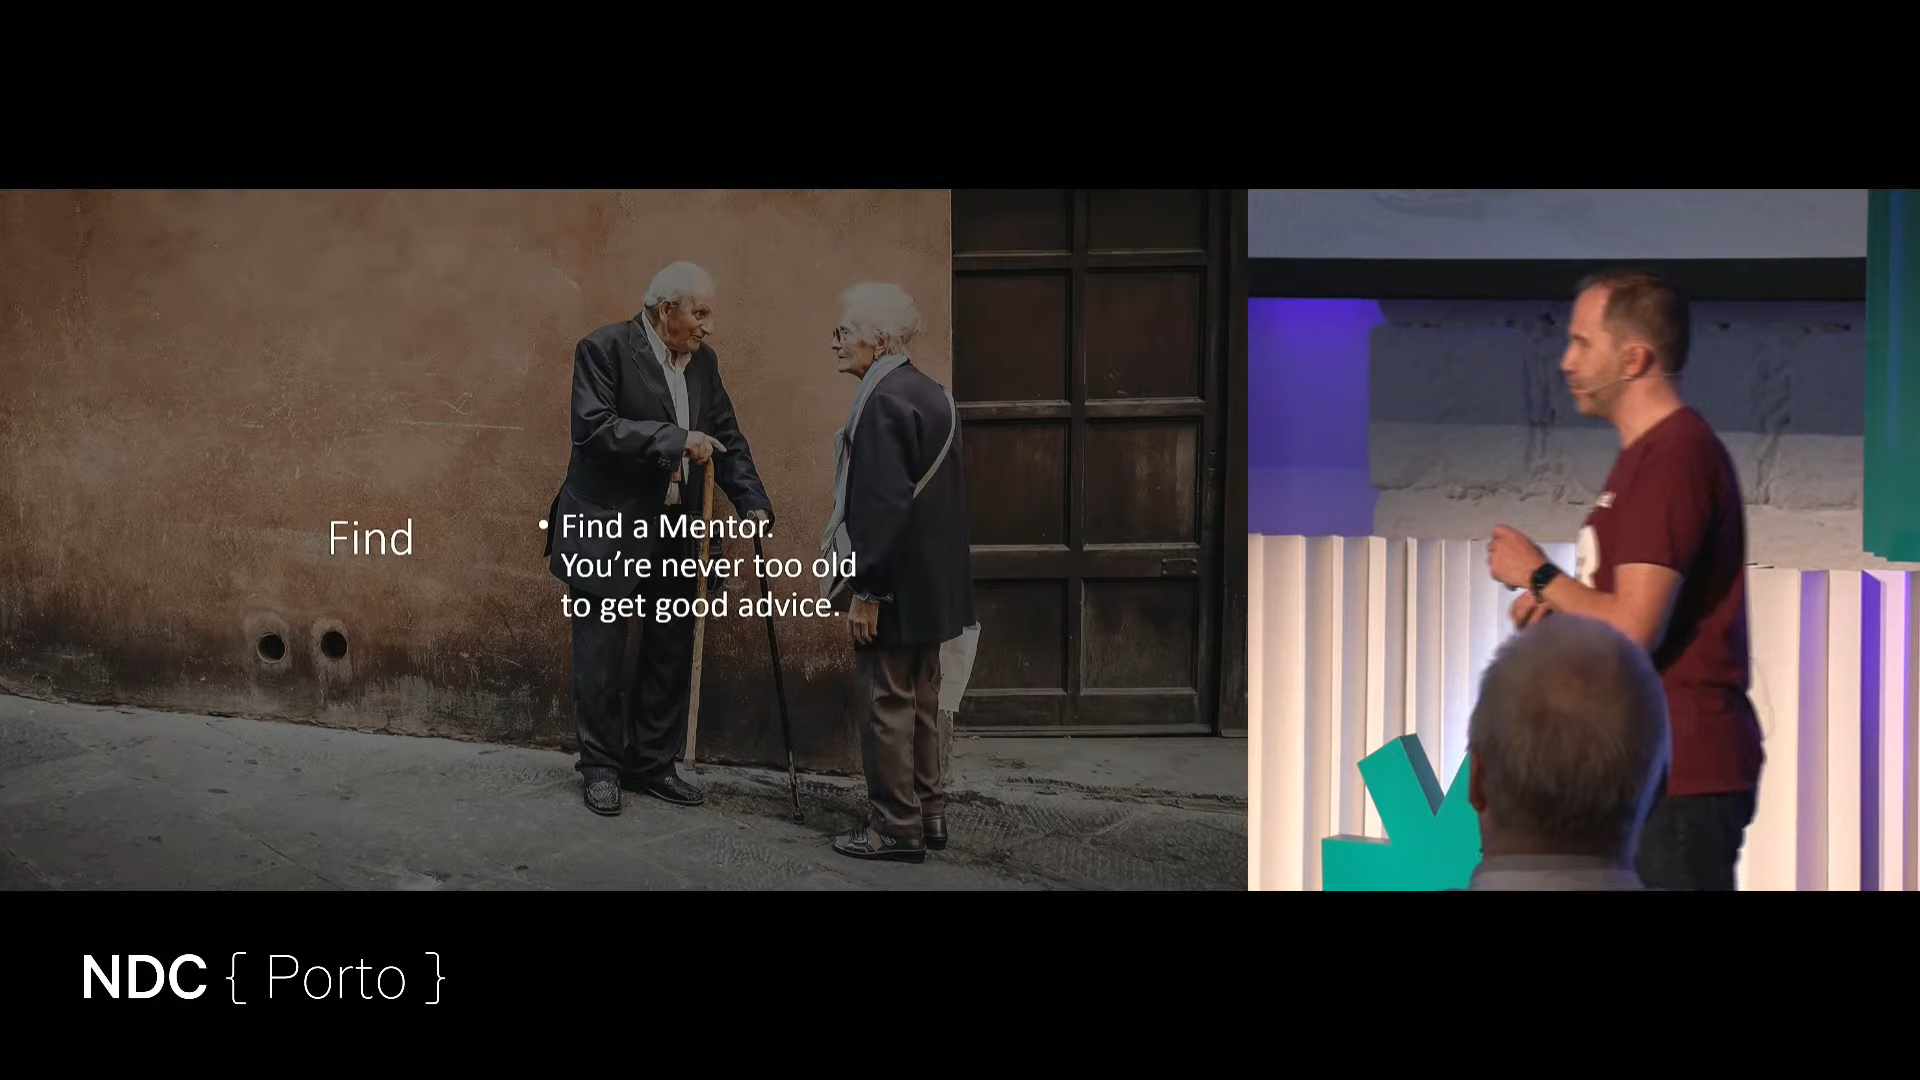 Find
• Find a Mentor.
You’re never too old
to get good advice.
NDC { Porto }